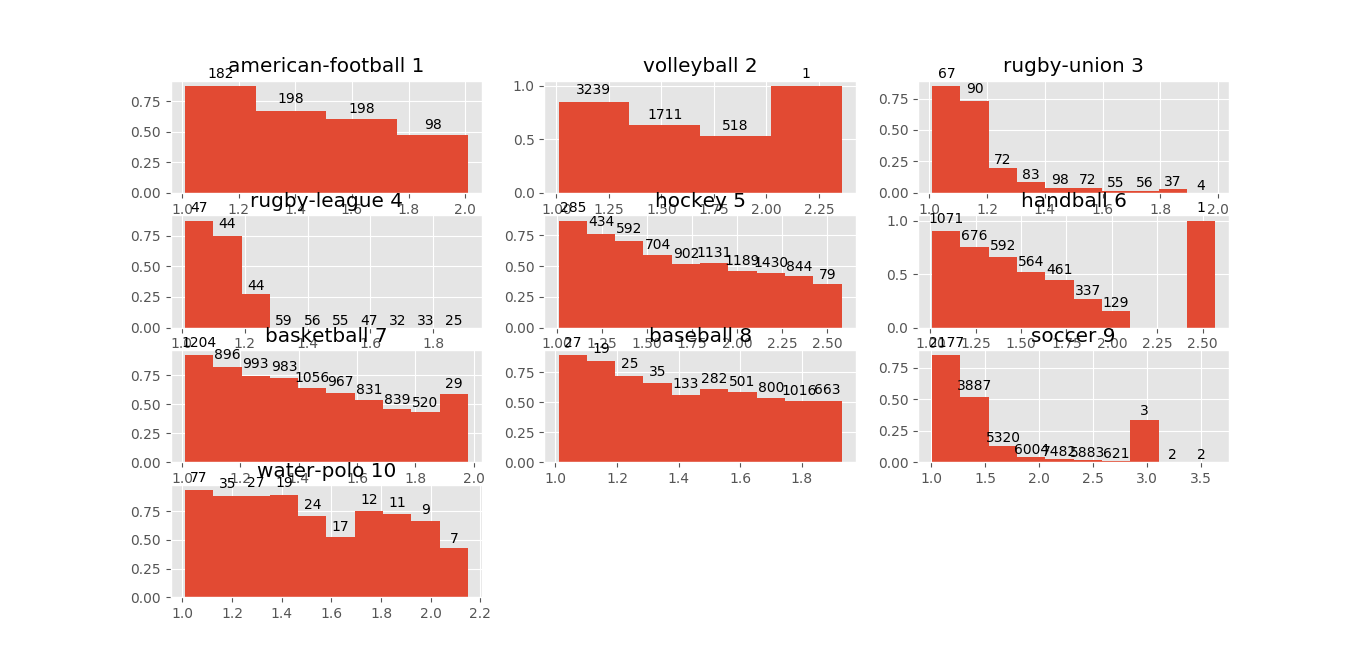 american-football 1
182 198 198 98
0.75
0.50
0.25
0.00
1.0 1.2 1.4 1.6 1.8 2.0
volleyball 2
3239 1711 518 1
1.0
0.5
0.0
1.00 1.25 1.50 1.75 2.00 2.25
rugby-union 3
67 90 72 83 98 72 55 56 37 4
0.75
0.50
0.25
0.00
1.0 1.2 1.4 1.6 1.8 2.0
rugby-league 4
47 44 44 59 56 55 47 32 33 25
0.75
0.50
0.25
0.00
1.0 1.2 1.4 1.6 1.8
hockey 5
285 434 592 704 902 1131 1189 1430 844 79
0.75
0.50
0.25
0.00
1.00 1.25 1.50 1.75 2.00 2.25 2.50
handball 6
1071 676 592 564 461 337 129 1
1.0
0.5
0.0
1.00 1.25 1.50 1.75 2.00 2.25 2.50
basketball 7
1204 896 993 983 1056 967 831 839 520 29
0.75
0.50
0.25
0.00
1.0 1.2 1.4 1.6 1.8 2.0
baseball 8
27 19 25 35 133 282 501 800 1016 663
0.75
0.50
0.25
0.00
1.0 1.2 1.4 1.6 1.8
soccer 9
2177 3887 5320 6004 7482 5883 621 3 2 2
0.75
0.50
0.25
0.00
1.0 1.5 2.0 2.5 3.0 3.5
water-polo 10
77 35 27 19 24 17 12 11 9 7
0.75
0.50
0.25
0.00
1.0 1.2 1.4 1.6 1.8 2.0 2.2